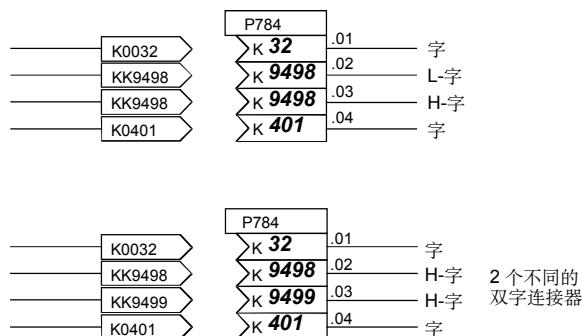 P784
K0032 K 32 .01 字
KK9498 K 9498 .02 L-字
KK9498 K 9498 .03 H-字
K0401 K 401 .04 字
P784
K0032 K 32 .01 字
KK9498 K 9498 .02 H-字 2 个不同的
KK9499 K 9499 .03 H-字 双字连接器
K0401 K 401 .04 字